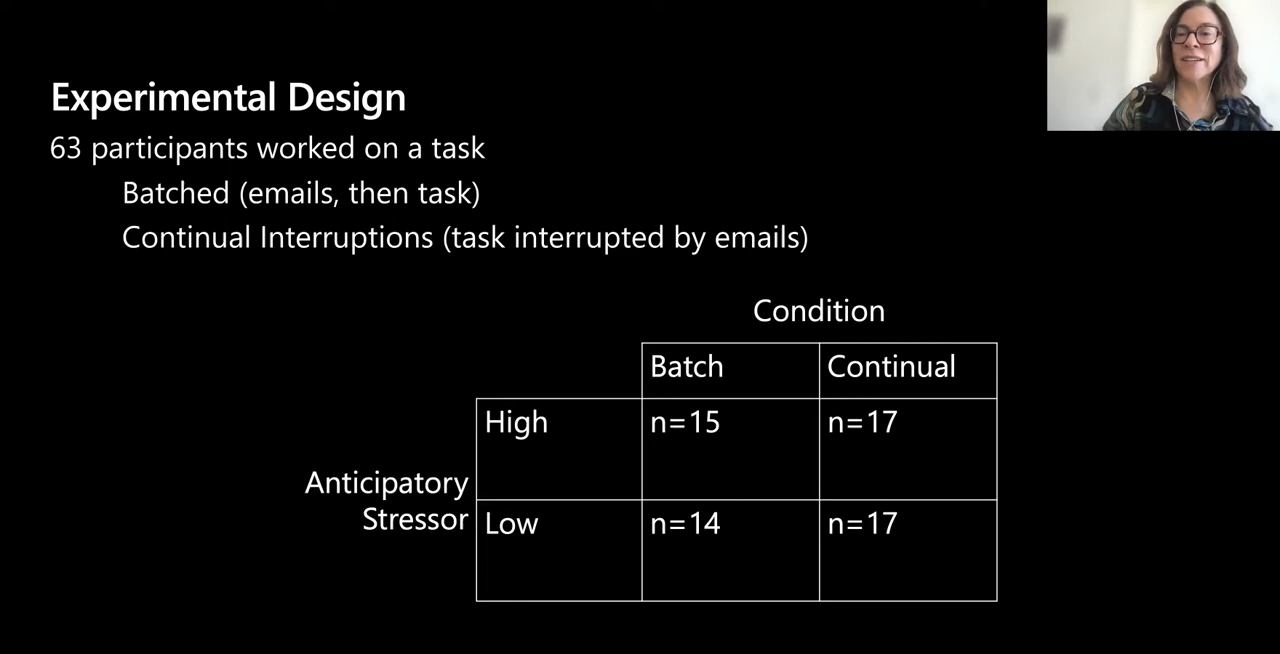 Experimental Design
63 participants worked on a task
Batched (emails, then task)
Continual Interruptions (task interrupted by emails)
Condition
Batch Continual
High n=15 n=17
Anticipatory
Stressor
Low n=14 n=17